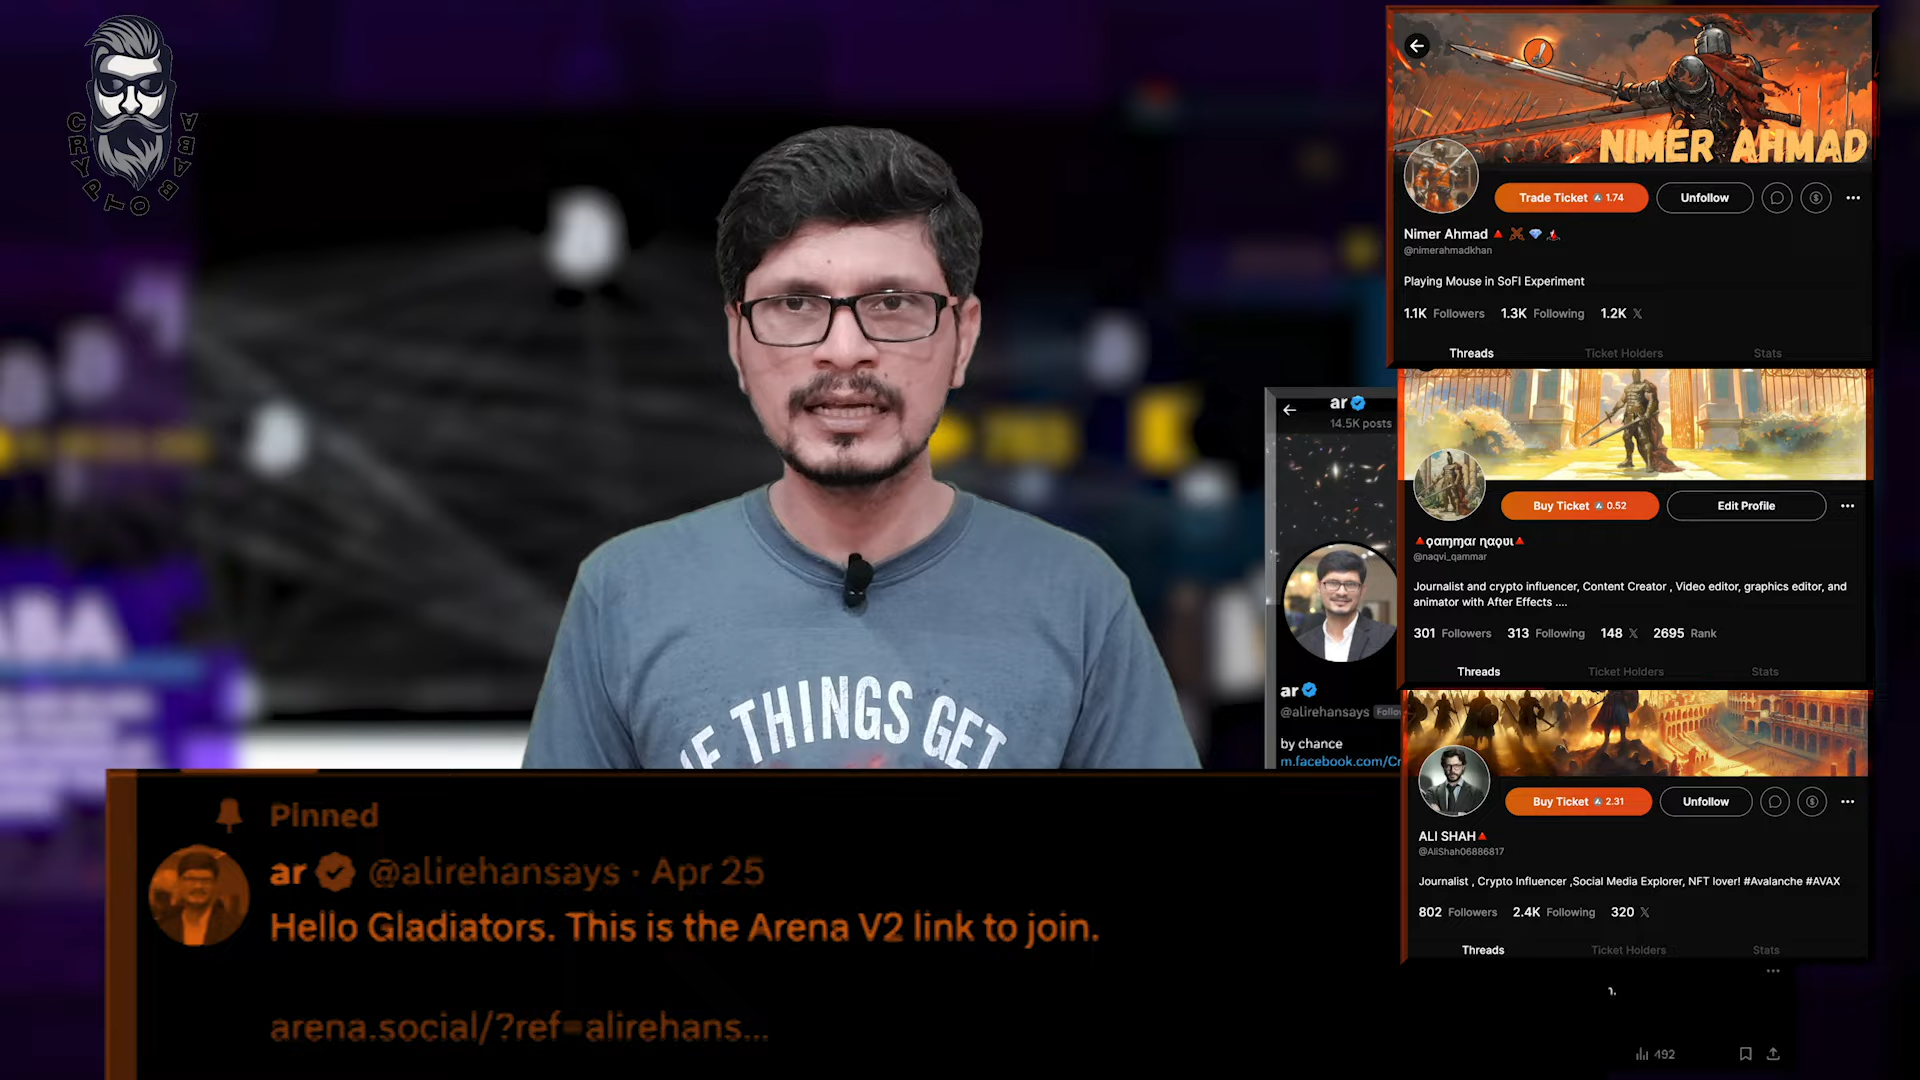 CRYPTO BABA
NIMER AHMAD
Trade Ticket 1.74
Unfollow
Nimer Ahmad
@nimerahmadkhan
Playing Mouse in SoFI Experiment
1.1K Followers 1.3K Following 1.2K X
Threads Ticket Holders Stats
ar
14.5K posts
Buy Ticket 0.52
Edit Profile
ϙαɱɱαɾ ɳαϙʋι
@naqvi_qammar
Journalist and crypto influencer, Content Creator , Video editor, graphics editor, and
animator with After Effects ....
301 Followers 313 Following 148 X 2695 Rank
Threads Ticket Holders Stats
ar
@alirehansays Follo
by chance
m.facebook.com/Cr
Buy Ticket 2.31
Unfollow
ALI SHAH
@AliShah06886817
Journalist , Crypto Influencer ,Social Media Explorer, NFT lover! #Avalanche #AVAX
802 Followers 2.4K Following 320 X
Threads Ticket Holders Stats
THINGS GET
ABA
Pinned
ar @alirehansays · Apr 25
Hello Gladiators. This is the Arena V2 link to join.
arena.social/?ref=alirehans...
492